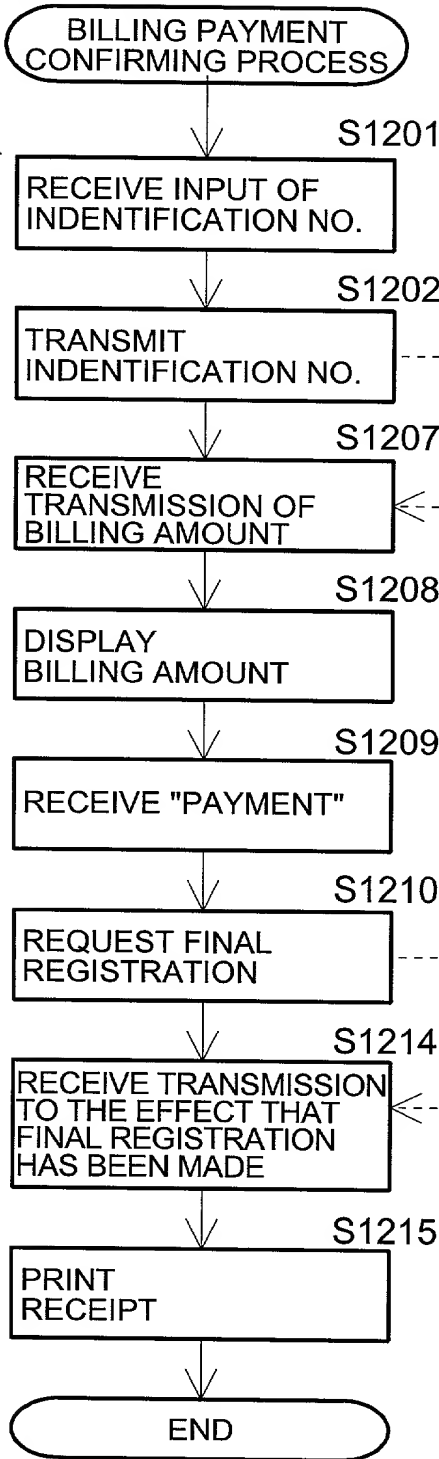 BILLING PAYMENT
CONFIRMING PROCESS
S1201
RECEIVE INPUT OF
INDENTIFICATION NO.
S1202
TRANSMIT
INDENTIFICATION NO.
S1207
RECEIVE
TRANSMISSION OF
BILLING AMOUNT
S1208
DISPLAY
BILLING AMOUNT
S1209
RECEIVE "PAYMENT"
S1210
REQUEST FINAL
REGISTRATION
S1214
RECEIVE TRANSMISSION
TO THE EFFECT THAT
FINAL REGISTRATION
HAS BEEN MADE
S1215
PRINT
RECEIPT
END